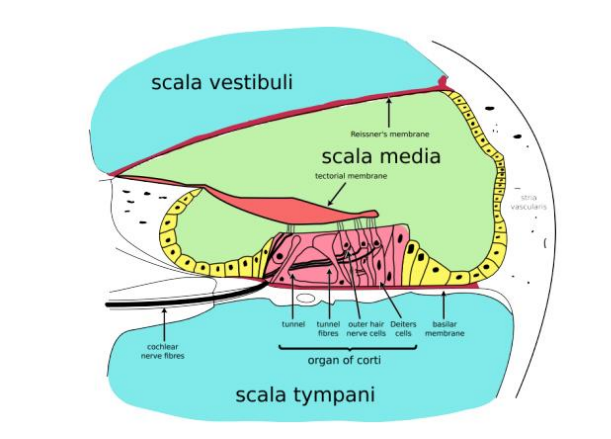 scala vestibuli
Reissner's membrane
scala media
tectorial membrane
stria
vascularis
tunnel
tunnel
fibres
outer hair
nerve cells
Deiters
cells
basilar
membrane
cochlear
nerve fibres
organ of corti
scala tympani